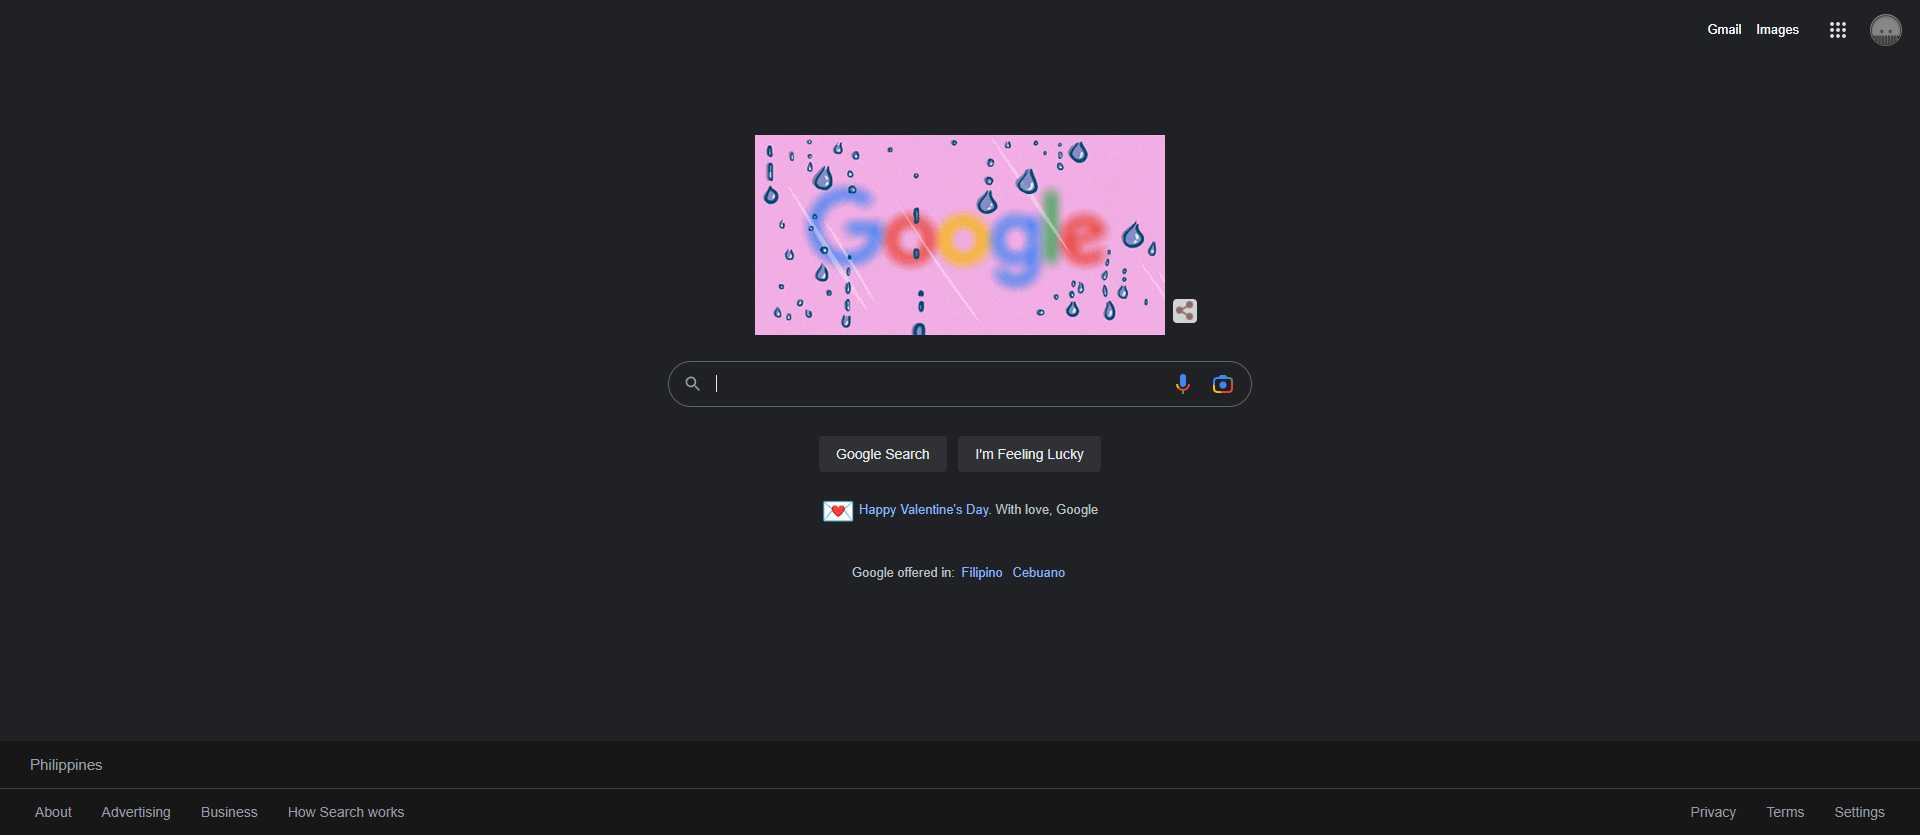 Gmail Images
Google
Google Search I'm Feeling Lucky
Happy Valentine's Day. With love, Google
Google offered in: Filipino Cebuano
Philippines
About Advertising Business How Search works Privacy Terms Settings